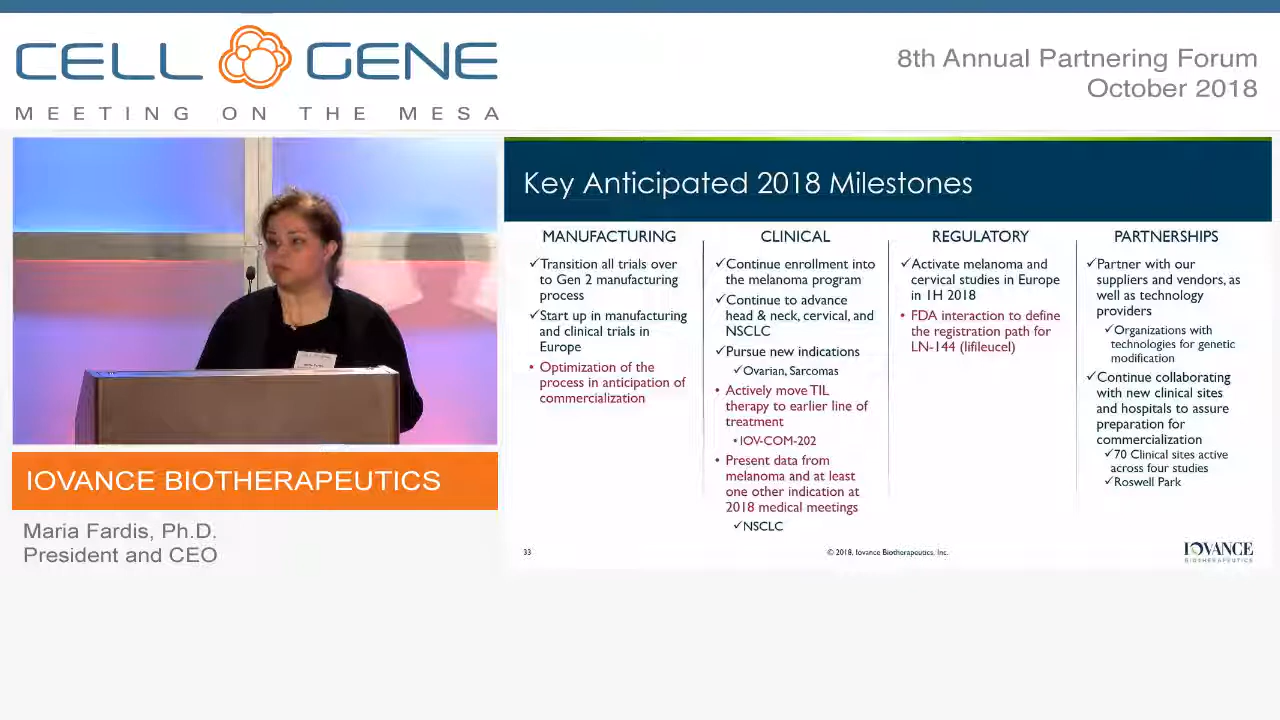 CELL GENE
MEETING ON THE MESA
8th Annual Partnering Forum
October 2018
IOVANCE BIOTHERAPEUTICS
Maria Fardis, Ph.D.
President and CEO
Key Anticipated 2018 Milestones
MANUFACTURING
✓Transition all trials over
to Gen 2 manufacturing
process
✓Start up in manufacturing
and clinical trials in
Europe
• Optimization of the
process in anticipation of
commercialization
CLINICAL
✓Continue enrollment into
the melanoma program
✓Continue to advance
head & neck, cervical, and
NSCLC
✓Pursue new indications
✓Ovarian, Sarcomas
• Actively move TIL
therapy to earlier line of
treatment
• IOV-COM-202
• Present data from
melanoma and at least
one other indication at
2018 medical meetings
✓NSCLC
REGULATORY
✓Activate melanoma and
cervical studies in Europe
in 1H 2018
• FDA interaction to define
the registration path for
LN-144 (lifileucel)
PARTNERSHIPS
✓Partner with our
suppliers and vendors, as
well as technology
providers
✓Organizations with
technologies for genetic
modification
✓Continue collaborating
with new clinical sites
and hospitals to assure
preparation for
commercialization
✓70 Clinical sites active
across four studies
✓Roswell Park
33
© 2018, Iovance Biotherapeutics, Inc.
IOVANCE
BIOTHERAPEUTICS